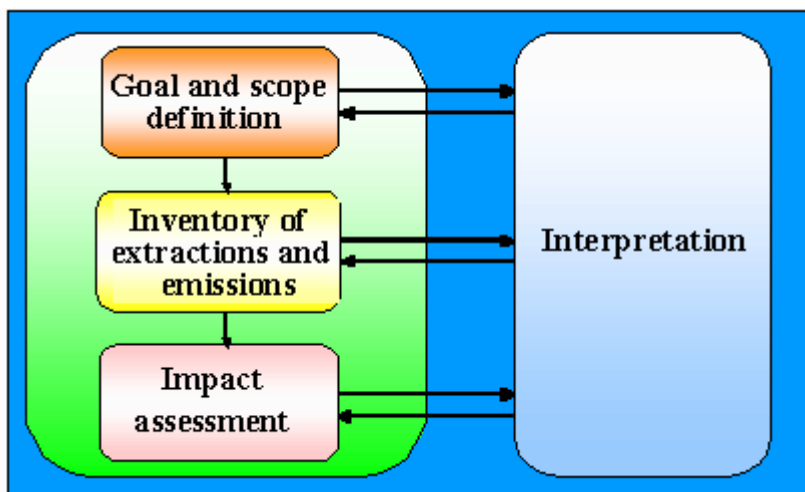 Goal and scope
definition
Inventory of
extractions and
emissions
Interpretation
Impact
assessment